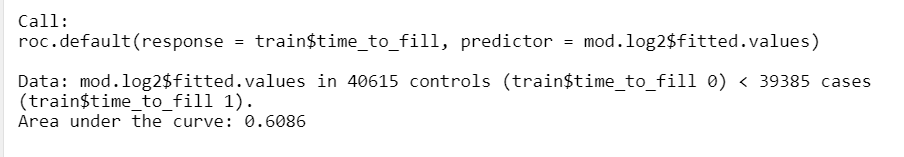 Call:
roc.default(response = train$time_to_fill, predictor = mod.log2$fitted.values)
Data: mod.log2$fitted.values in 40615 controls (train$time_to_fill 0) < 39385 cases
(train$time_to_fill 1).
Area under the curve: 0.6086